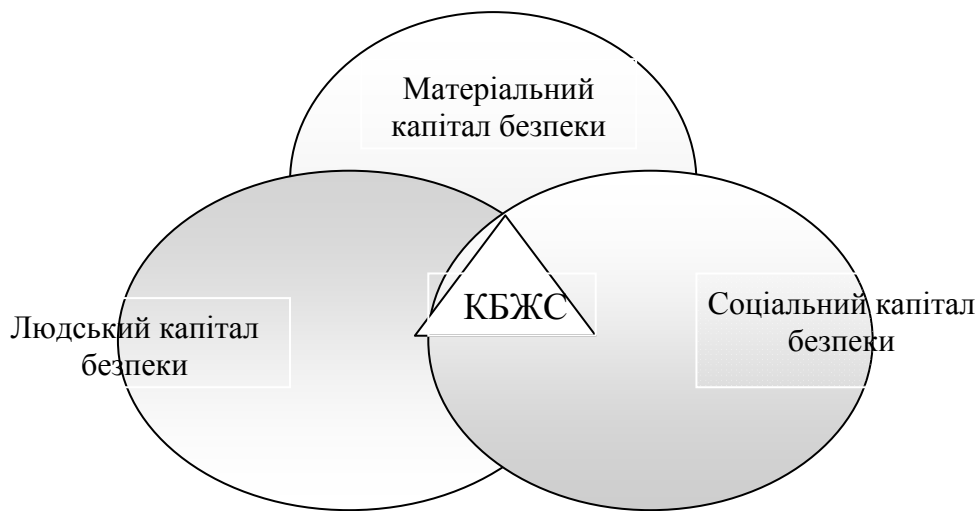 Матеріальний
капітал безпеки
КБЖС
Людський капітал
безпеки
Соціальний капітал
безпеки